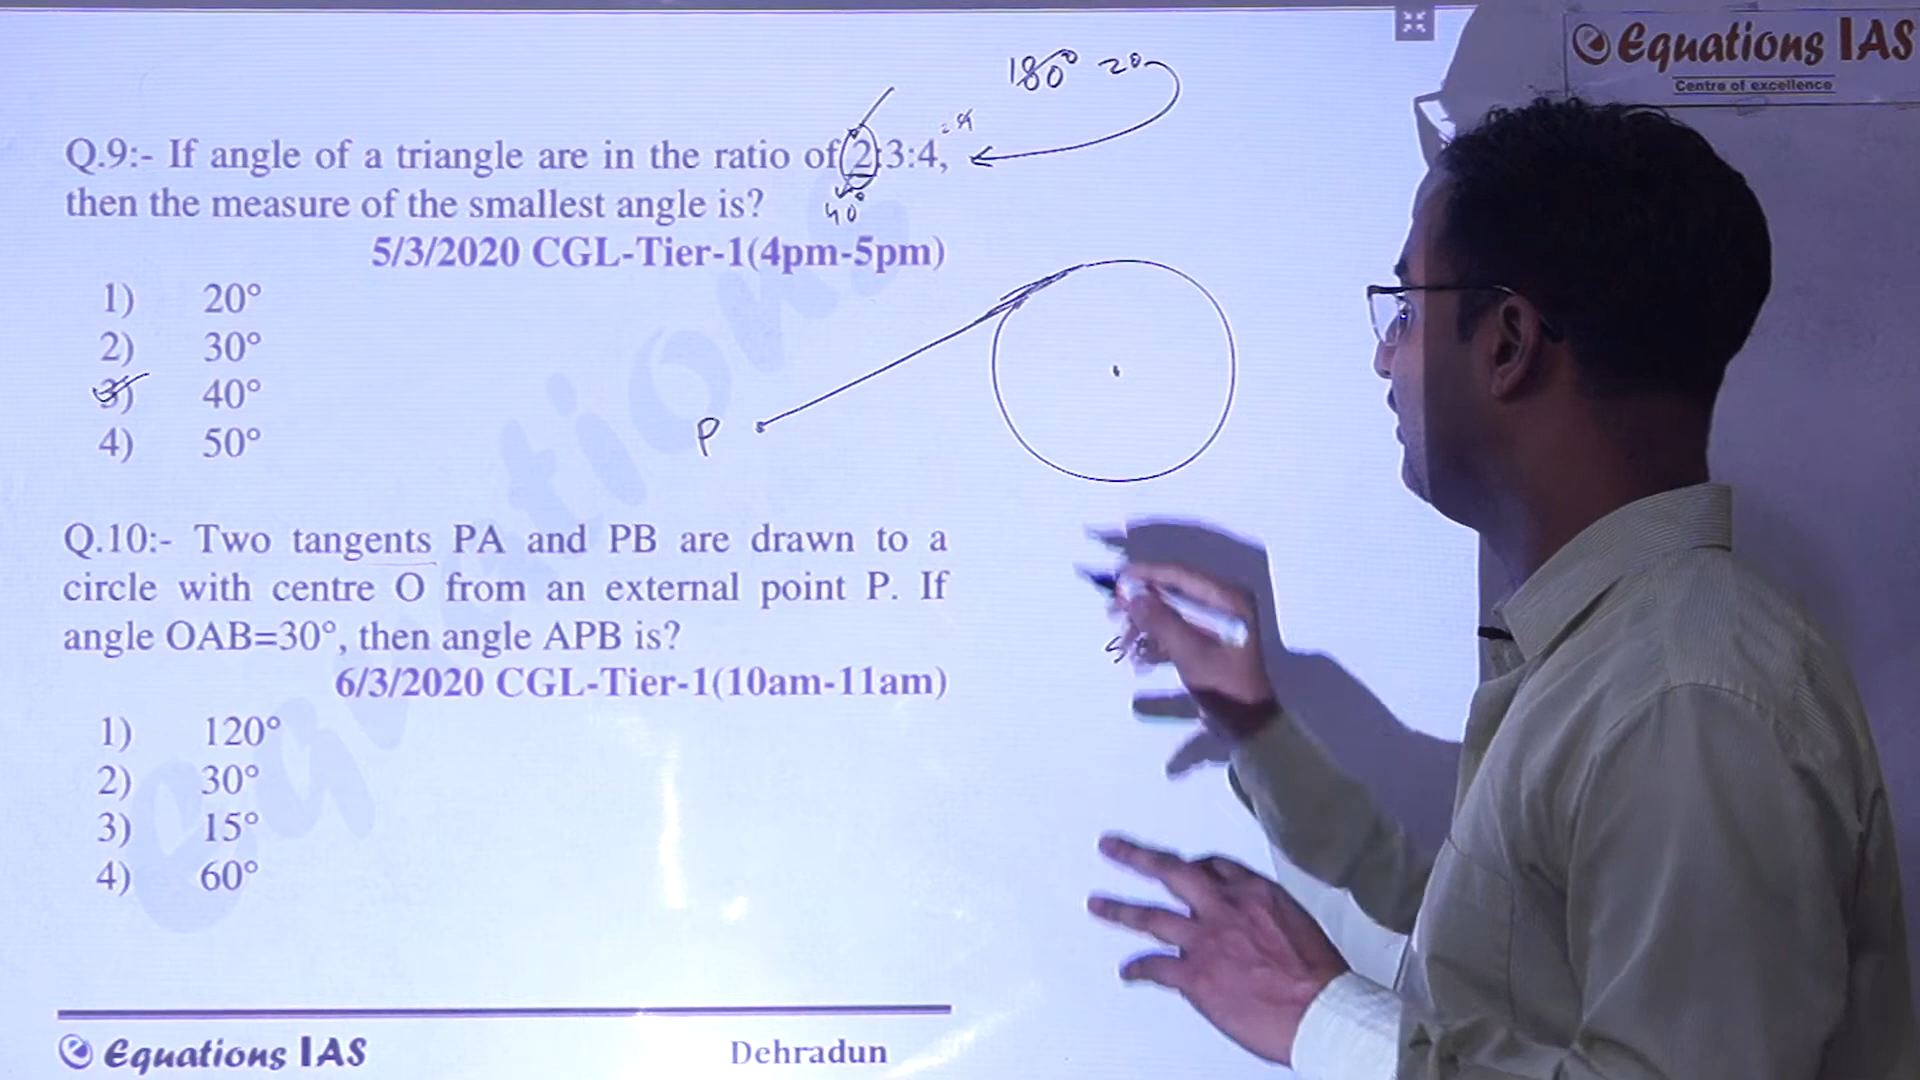 Equations IAS
Centre of excellence
180° 20
Q.9:- If angle of a triangle are in the ratio of 2:3:4,
then the measure of the smallest angle is?
40°
5/3/2020 CGL-Tier-1(4pm-5pm)
1) 20°
2) 30°
3) 40°
4) 50°
P
Q.10:- Two tangents PA and PB are drawn to a
circle with centre O from an external point P. If
angle OAB=30°, then angle APB is?
6/3/2020 CGL-Tier-1(10am-11am)
1) 120°
2) 30°
3) 15°
4) 60°
Equations
Equations IAS
Dehradun